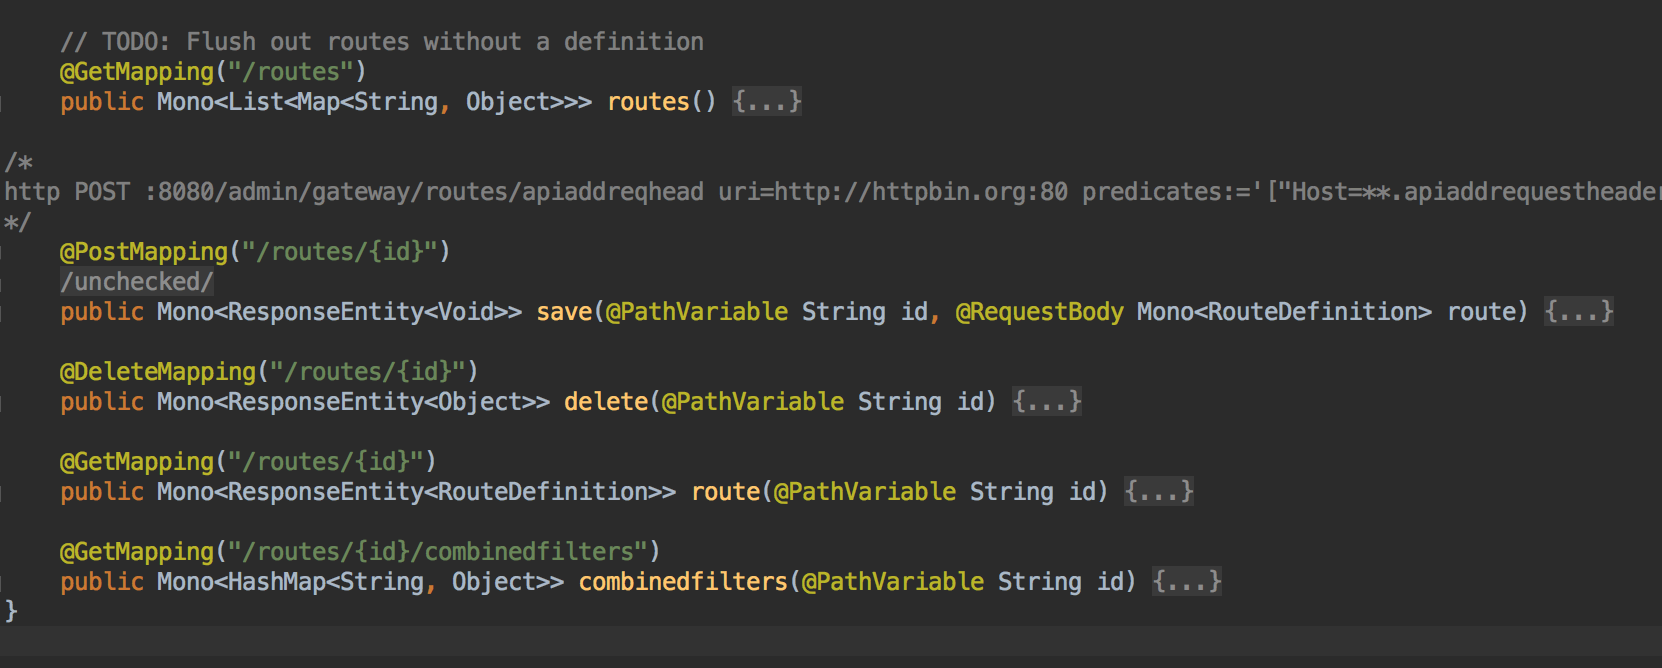 // TODO: Flush out routes without a definition
@GetMapping("/routes")
public Mono<List<Map<String, Object>>> routes() {...}
/*
http POST :8080/admin/gateway/routes/apiaddreqhead uri=http://httpbin.org:80 predicates:='["Host=**.apiaddrequestheader
*/
@PostMapping("/routes/{id}")
/unchecked/
public Mono<ResponseEntity<Void>> save(@PathVariable String id, @RequestBody Mono<RouteDefinition> route) {...}
@DeleteMapping("/routes/{id}")
public Mono<ResponseEntity<Object>> delete(@PathVariable String id) {...}
@GetMapping("/routes/{id}")
public Mono<ResponseEntity<RouteDefinition>> route(@PathVariable String id) {...}
@GetMapping("/routes/{id}/combinedfilters")
public Mono<HashMap<String, Object>> combinedfilters(@PathVariable String id) {...}
}